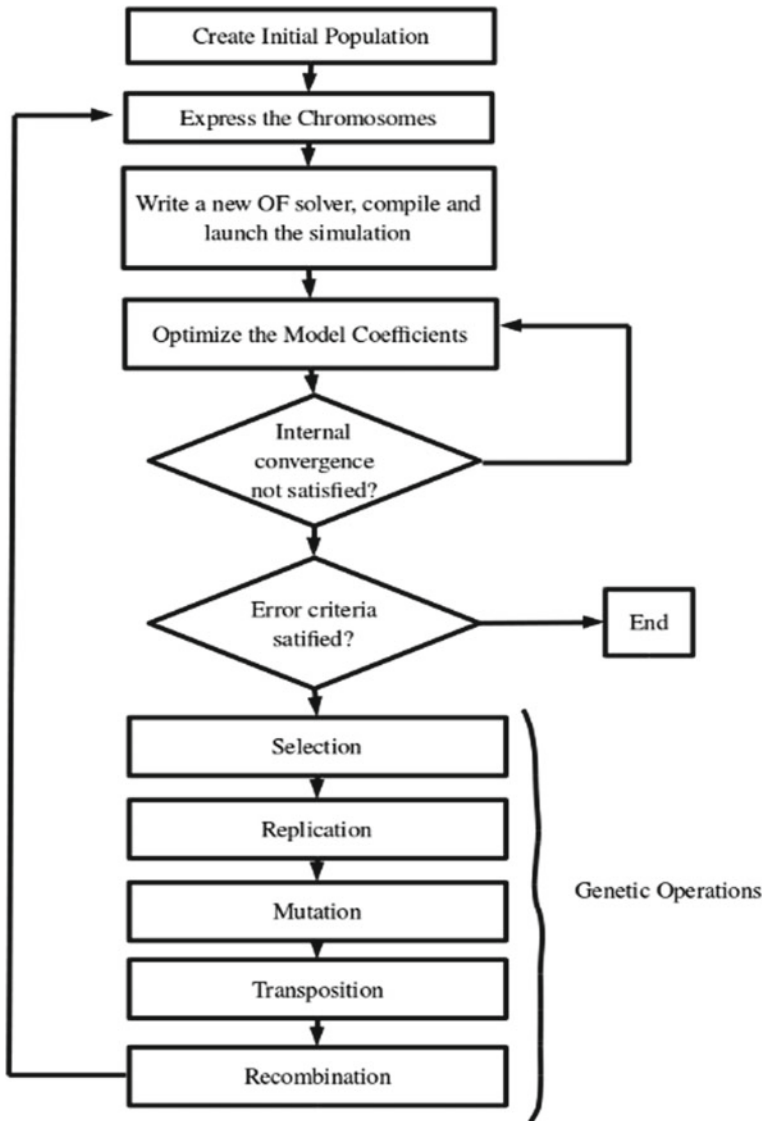 Create Initial Population
Express the Chromosomes
Write a new OF solver, compile and
launch the simulation
Optimize the Model Coefficients
Internal
convergence
not satisfied?
Error criteria
satified?
End
Selection
Replication
Mutation
Transposition
Recombination
Genetic Operations